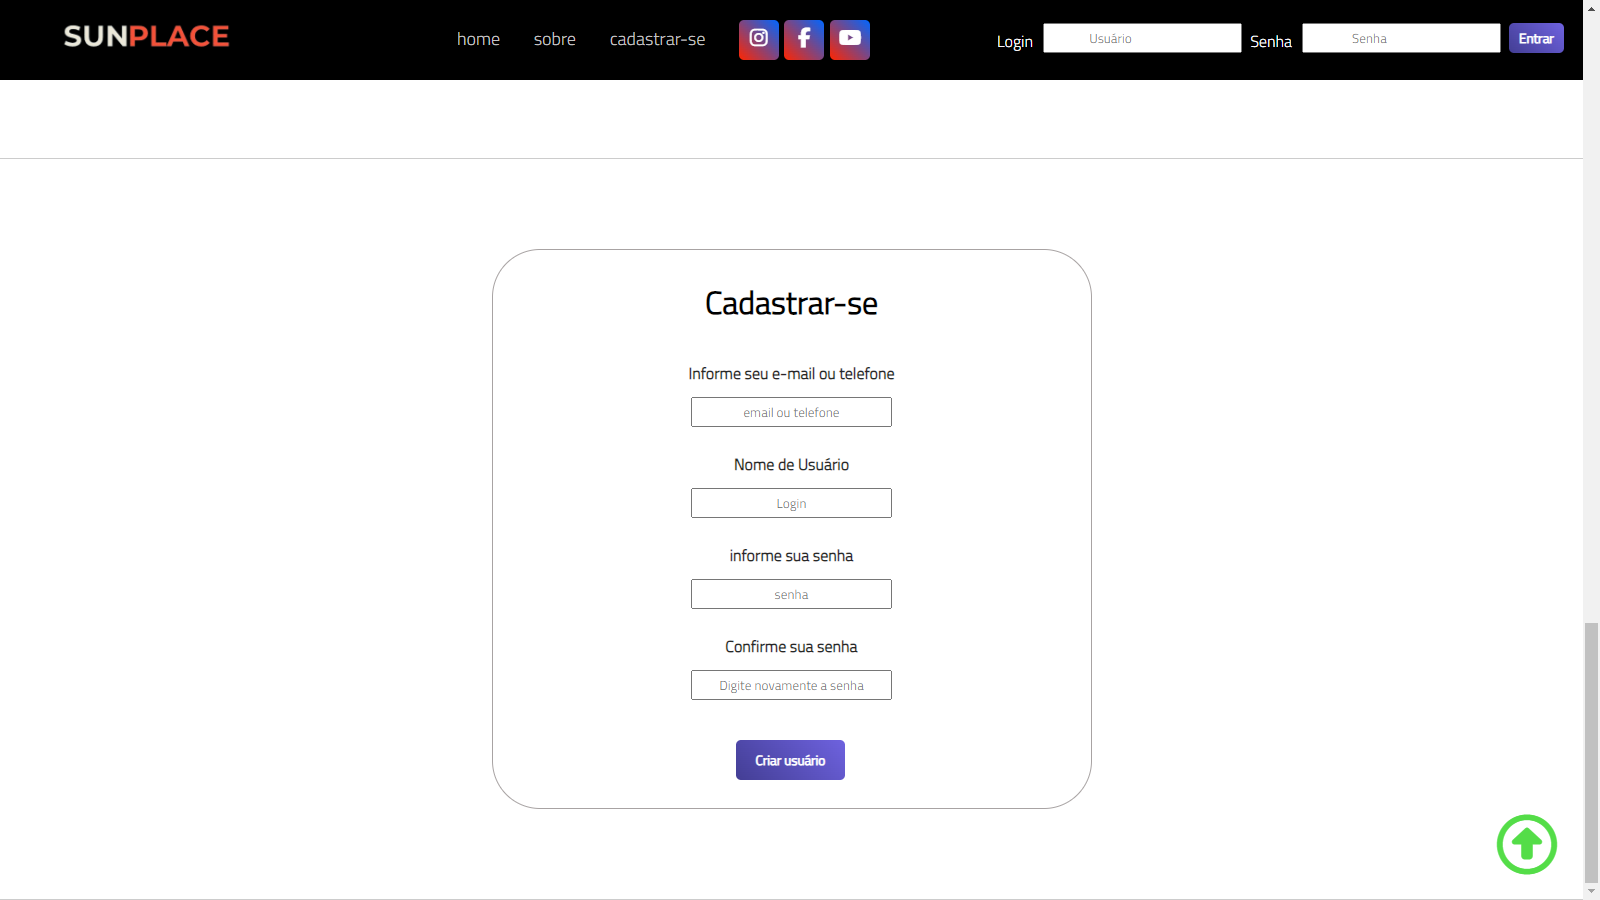 SUNPLACE
home sobre cadastrar-se
Login Usuário Senha Senha Entrar
Cadastrar-se
Informe seu e-mail ou telefone
email ou telefone
Nome de Usuário
Login
informe sua senha
senha
Confirme sua senha
Digite novamente a senha
Criar usuário